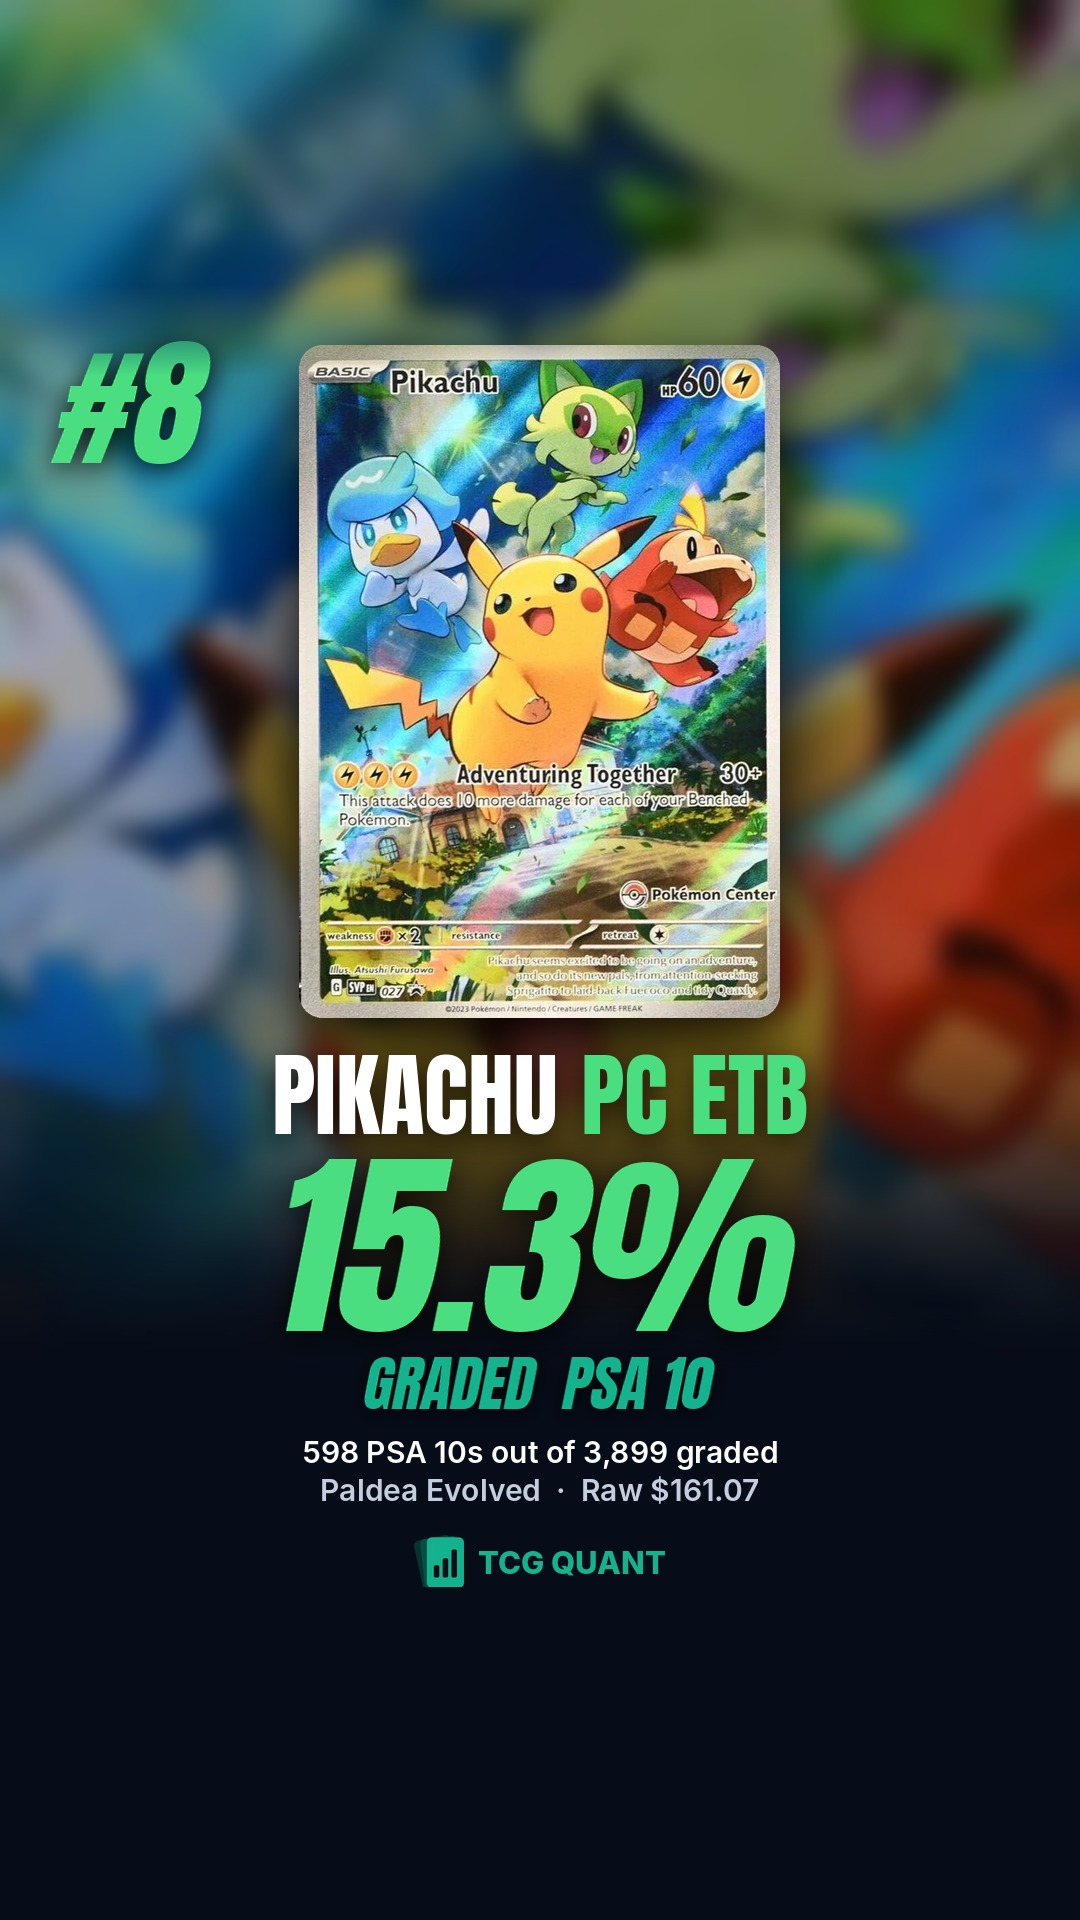 #8
BASIC Pikachu HP60
Adventuring Together 30+
This attack does 10 more damage for each of your Benched
Pokémon.
Pokémon Center
weakness ×2 resistance retreat
Pikachu seems excited to be going on an adventure,
and so do its new pals, from attention-seeking
Sprigatito to laid-back Fuecoco and tidy Quaxly.
Illus. Atsushi Furusawa
G SVP EN 027
©2023 Pokémon / Nintendo / Creatures / GAME FREAK
PIKACHU PC ETB
15.3%
GRADED PSA 10
598 PSA 10s out of 3,899 graded
Paldea Evolved · Raw $161.07
TCG QUANT